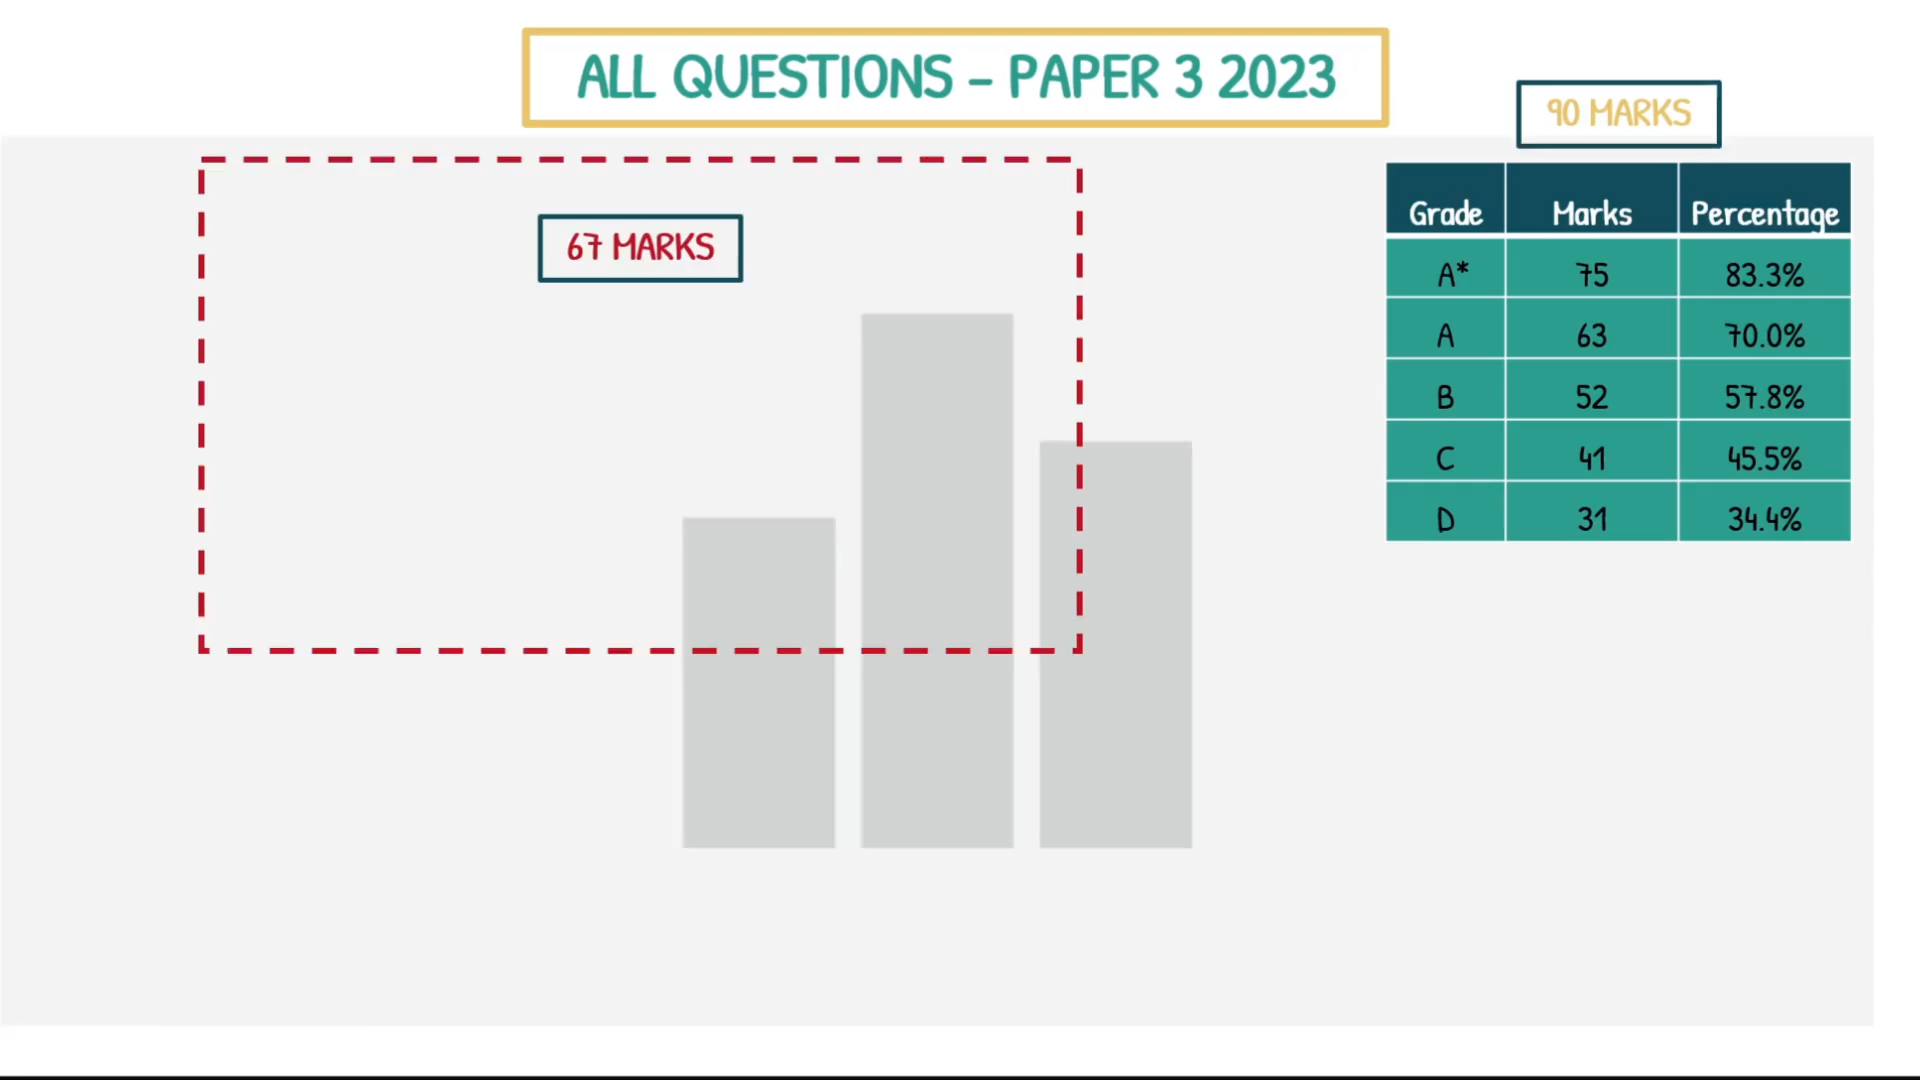 ALL QUESTIONS – PAPER 3 2023
90 MARKS
67 MARKS
Grade Marks Percentage
A* 75 83.3%
A 63 70.0%
B 52 57.8%
C 41 45.5%
D 31 34.4%